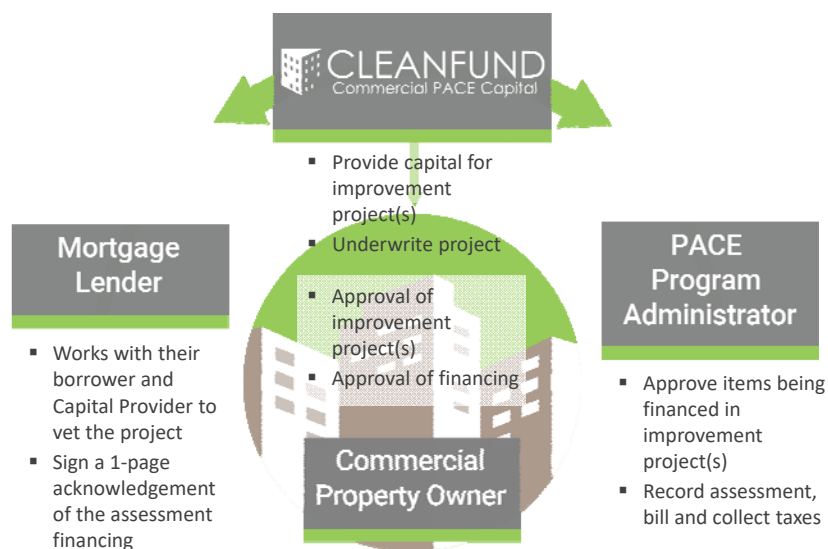 CLEANFUND
Commercial PACE Capital
▪ Provide capital for
improvement
project(s)
▪ Underwrite project
Mortgage
Lender
▪ Works with their
borrower and
Capital Provider to
vet the project
▪ Sign a 1-page
acknowledgement
of the assessment
financing
▪ Approval of
improvement
project(s)
▪ Approval of financing
Commercial
Property Owner
PACE
Program
Administrator
▪ Approve items being
financed in
improvement
project(s)
▪ Record assessment,
bill and collect taxes